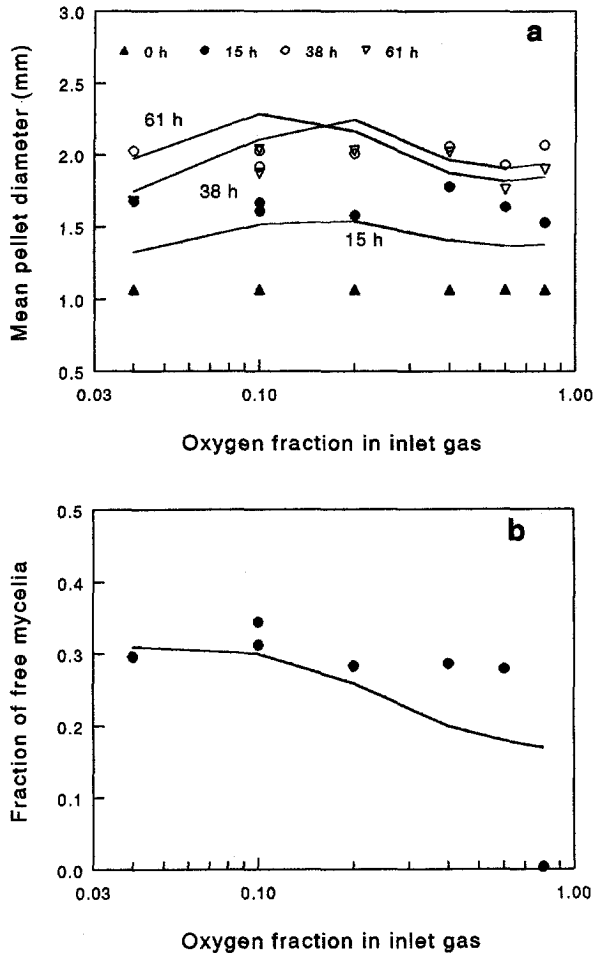 a
▲ 0 h ● 15 h ○ 38 h ▽ 61 h
3.0
2.5
2.0
1.5
1.0
0.5
Mean pellet diameter (mm)
61 h
38 h
15 h
0.03
0.10
1.00
Oxygen fraction in inlet gas
b
0.5
0.4
0.3
0.2
0.1
0.0
Fraction of free mycelia
0.03
0.10
1.00
Oxygen fraction in inlet gas